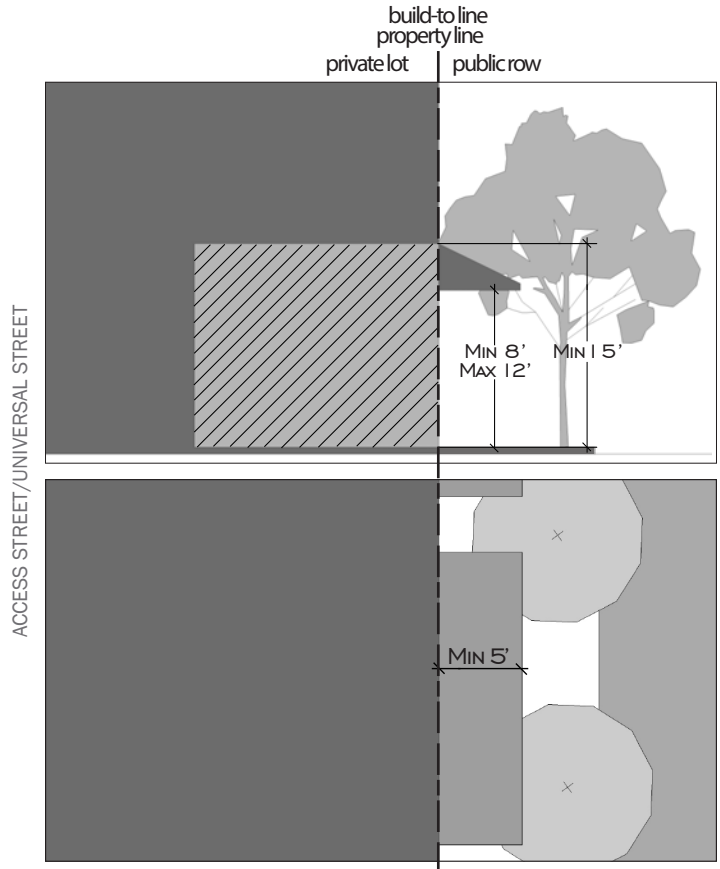 build-to line
property line
private lot
public row
MIN 8'
MAX 12'
MIN 15'
ACCESS STREET/UNIVERSAL STREET
MIN 5'